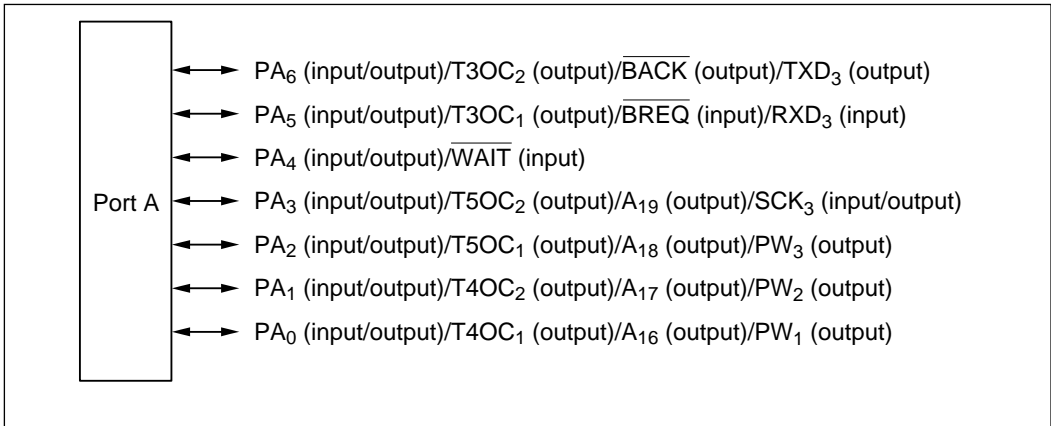 PA6 (input/output)/T3OC2 (output)/B̅A̅C̅K̅ (output)/TXD3 (output)
PA5 (input/output)/T3OC1 (output)/B̅R̅E̅Q̅ (input)/RXD3 (input)
PA4 (input/output)/W̅A̅I̅T̅ (input)
Port A
PA3 (input/output)/T5OC2 (output)/A19 (output)/SCK3 (input/output)
PA2 (input/output)/T5OC1 (output)/A18 (output)/PW3 (output)
PA1 (input/output)/T4OC2 (output)/A17 (output)/PW2 (output)
PA0 (input/output)/T4OC1 (output)/A16 (output)/PW1 (output)